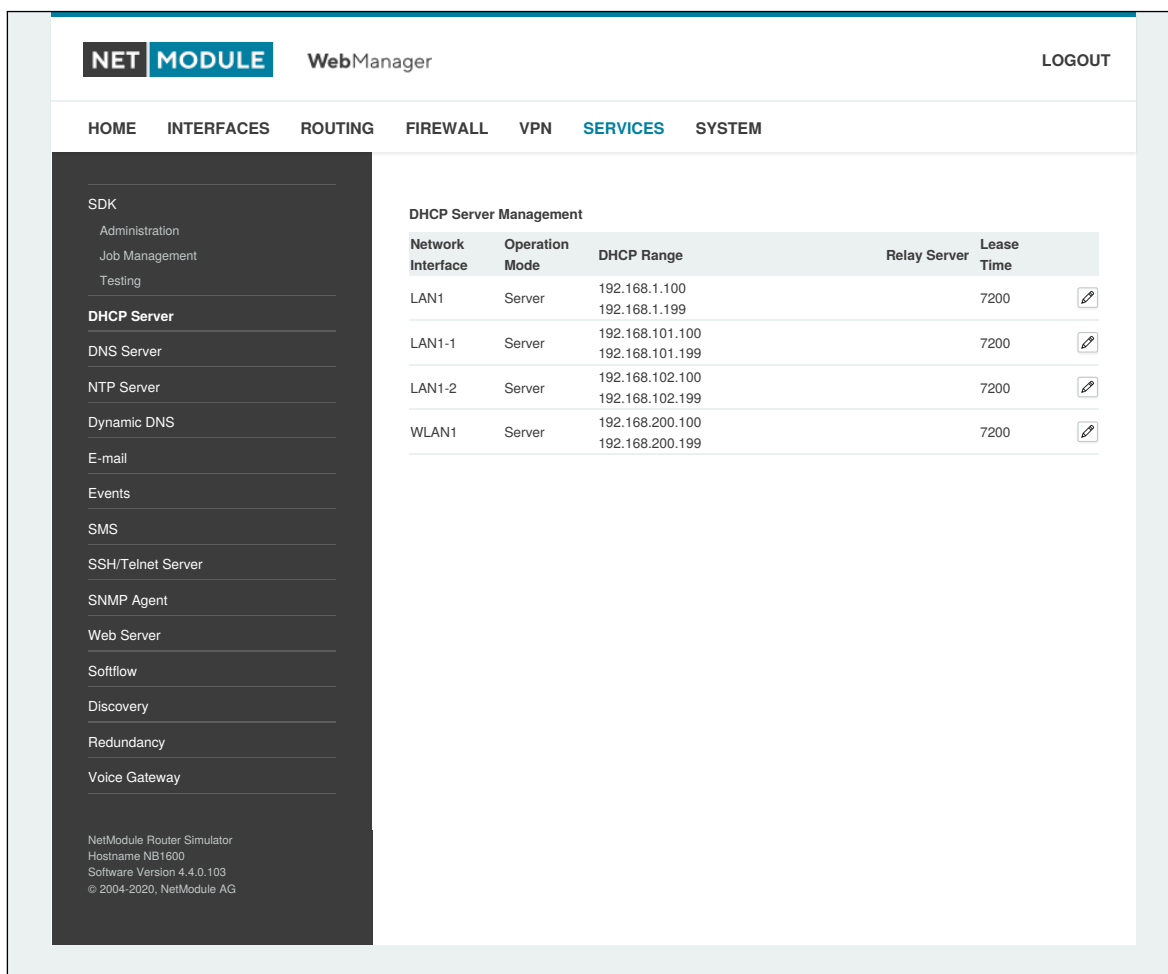 NET MODULE WebManager LOGOUT
HOME INTERFACES ROUTING FIREWALL VPN SERVICES SYSTEM
SDK
Administration
Job Management
Testing
DHCP Server
DNS Server
NTP Server
Dynamic DNS
E-mail
Events
SMS
SSH/Telnet Server
SNMP Agent
Web Server
Softflow
Discovery
Redundancy
Voice Gateway
NetModule Router Simulator
Hostname NB1600
Software Version 4.4.0.103
© 2004-2020, NetModule AG
DHCP Server Management
Network Interface Operation Mode DHCP Range Relay Server Lease Time
LAN1 Server 192.168.1.100 7200
192.168.1.199
LAN1-1 Server 192.168.101.100 7200
192.168.101.199
LAN1-2 Server 192.168.102.100 7200
192.168.102.199
WLAN1 Server 192.168.200.100 7200
192.168.200.199